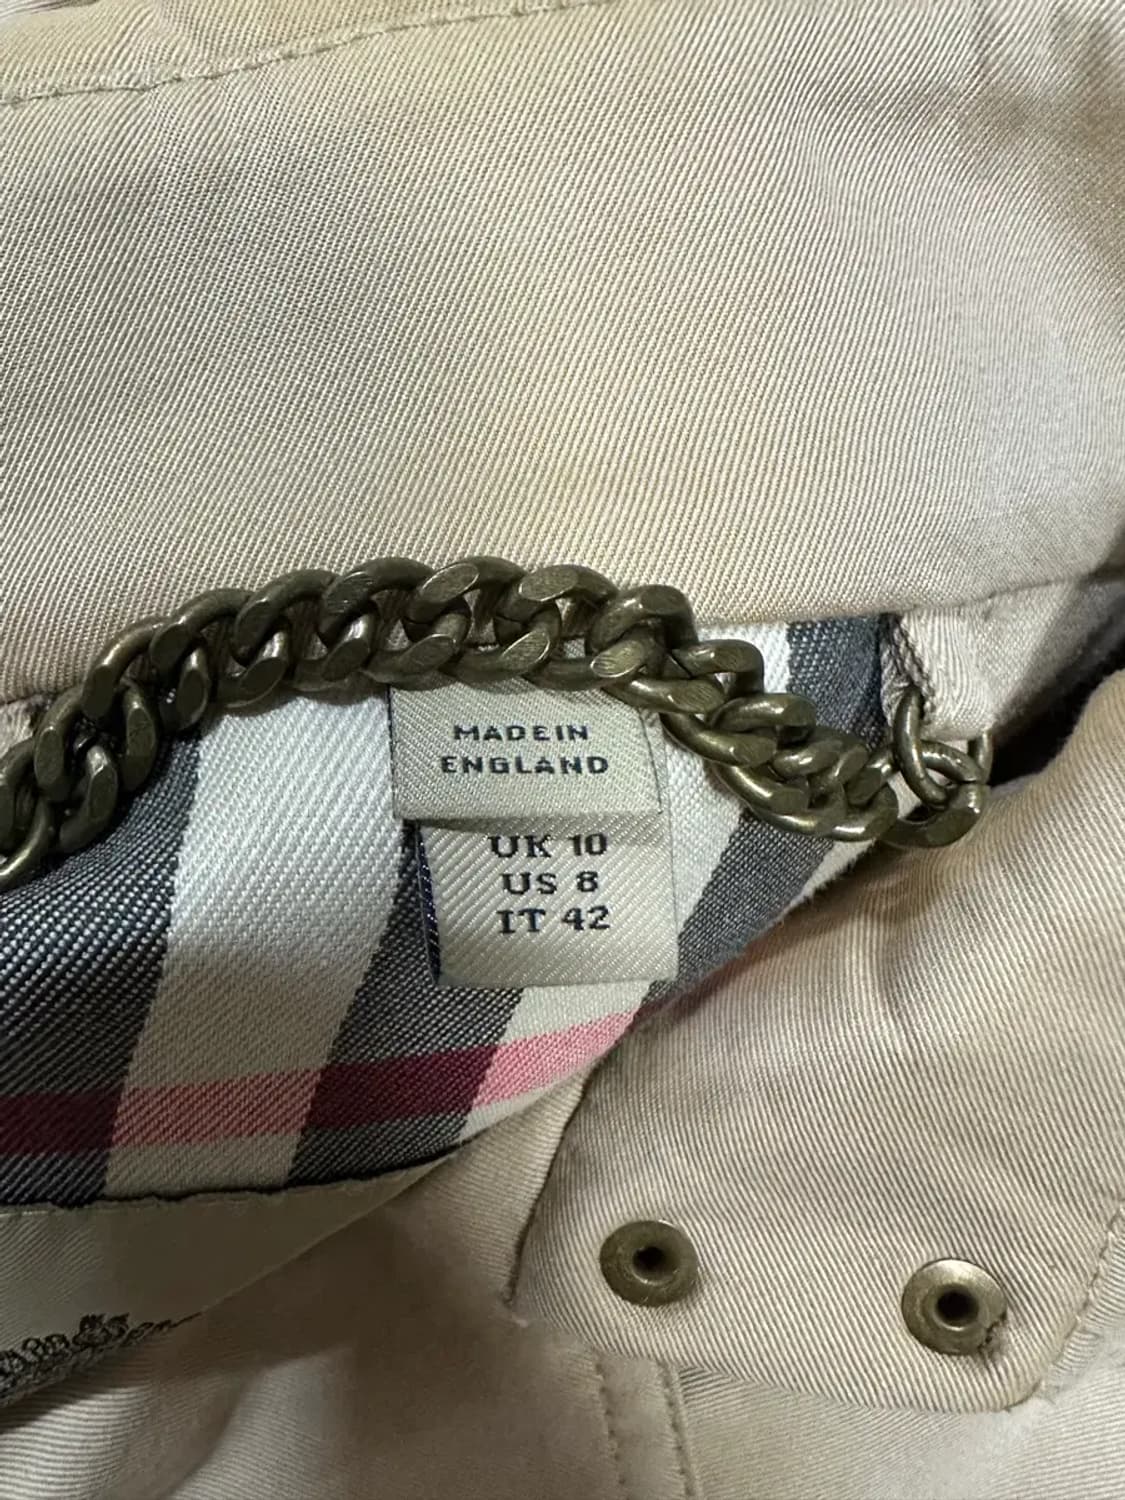 MADE IN
ENGLAND
UK 10
US 8
IT 42